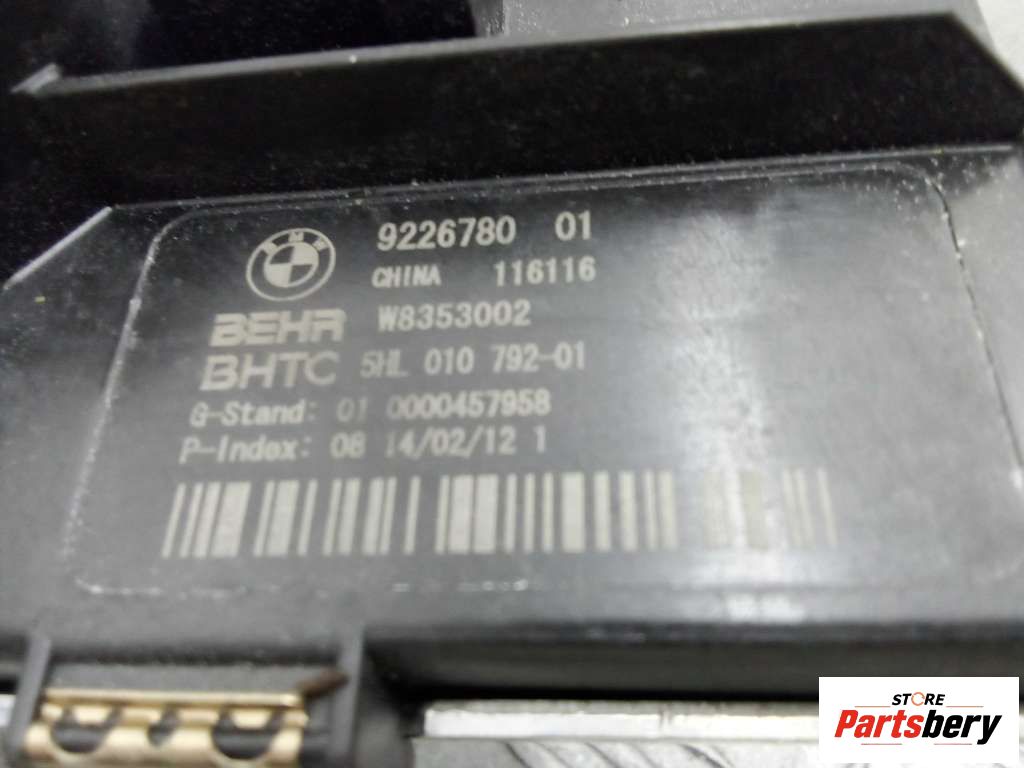 BMW
9226780 01
CHINA 116116
BEHR W8353002
BHTC 5HL 010 792-01
G-Stand: 01 0000457958
P-Index: 08 14/02/12 1
STORE
Partsbery